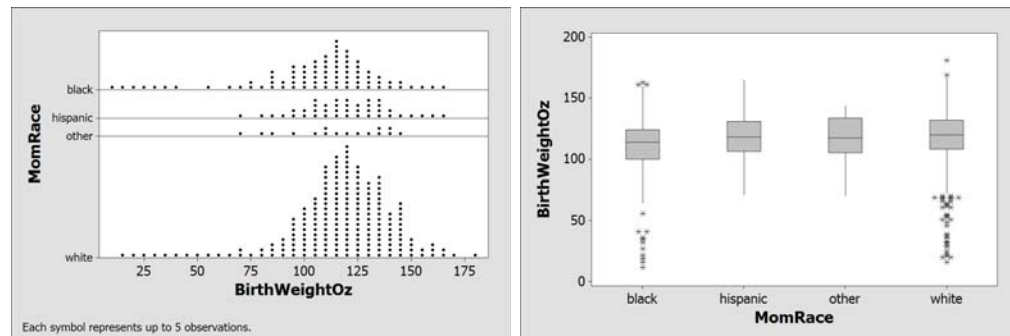 black
hispanic
other
white
MomRace
25 50 75 100 125 150 175
BirthWeightOz
Each symbol represents up to 5 observations.
200
150
100
50
0
BirthWeightOz
black hispanic other white
MomRace